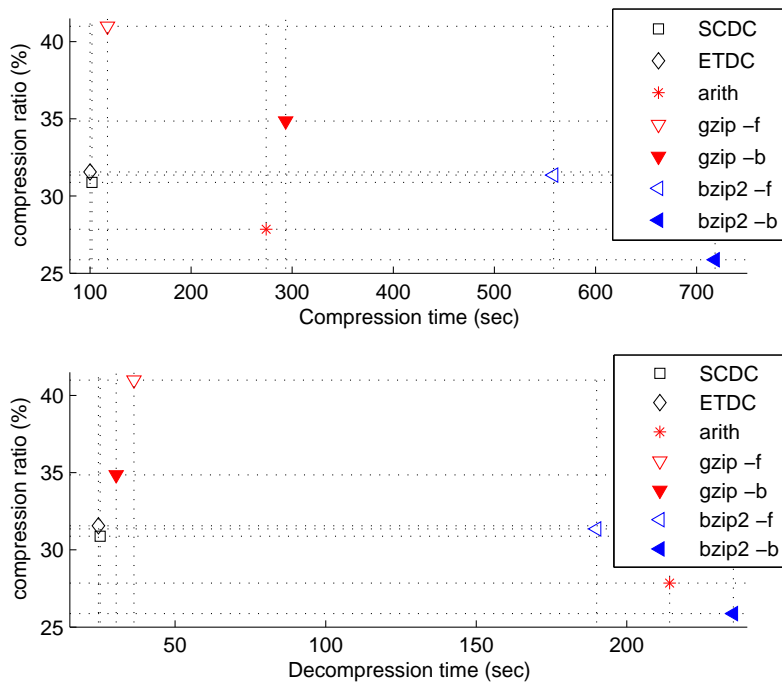 40
35
30
25
compression ratio (%)
100
200
300
400
500
600
700
Compression time (sec)
SCDC
ETDC
arith
gzip −f
gzip −b
bzip2 −f
bzip2 −b
40
35
30
25
compression ratio (%)
50
100
150
200
Decompression time (sec)
SCDC
ETDC
arith
gzip −f
gzip −b
bzip2 −f
bzip2 −b